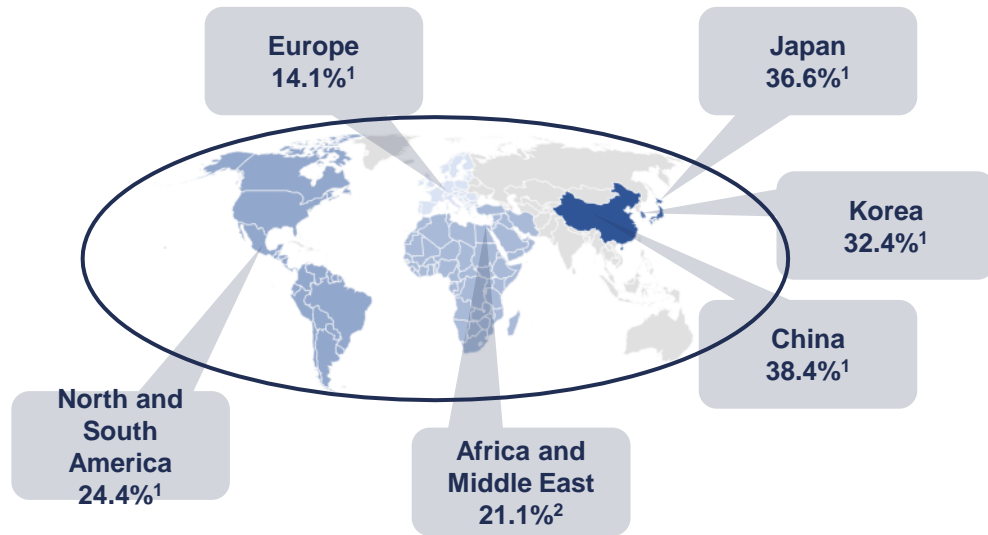 Europe
14.1%¹
Japan
36.6%¹
Korea
32.4%¹
China
38.4%¹
North and
South
America
24.4%¹
Africa and
Middle East
21.1%²